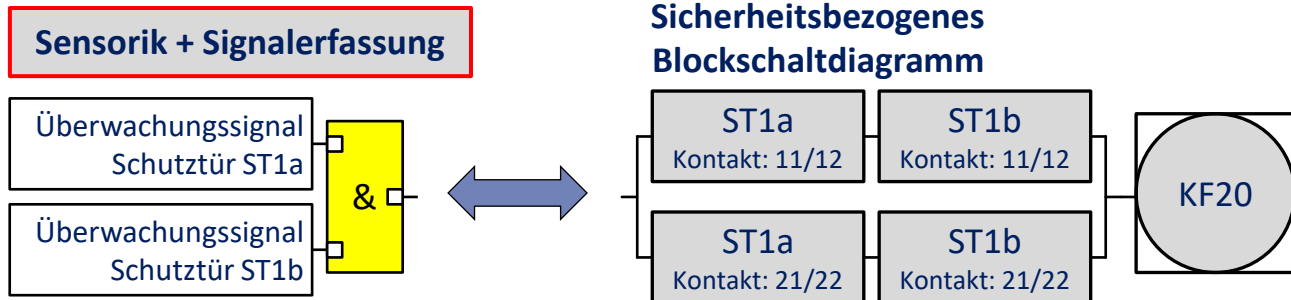 Sensorik + Signalerfassung
Sicherheitsbezogenes
Blockschaltdiagramm
Überwachungssignal
Schutztür ST1a
&
Überwachungssignal
Schutztür ST1b
ST1a
Kontakt: 11/12
ST1b
Kontakt: 11/12
ST1a
Kontakt: 21/22
ST1b
Kontakt: 21/22
KF20